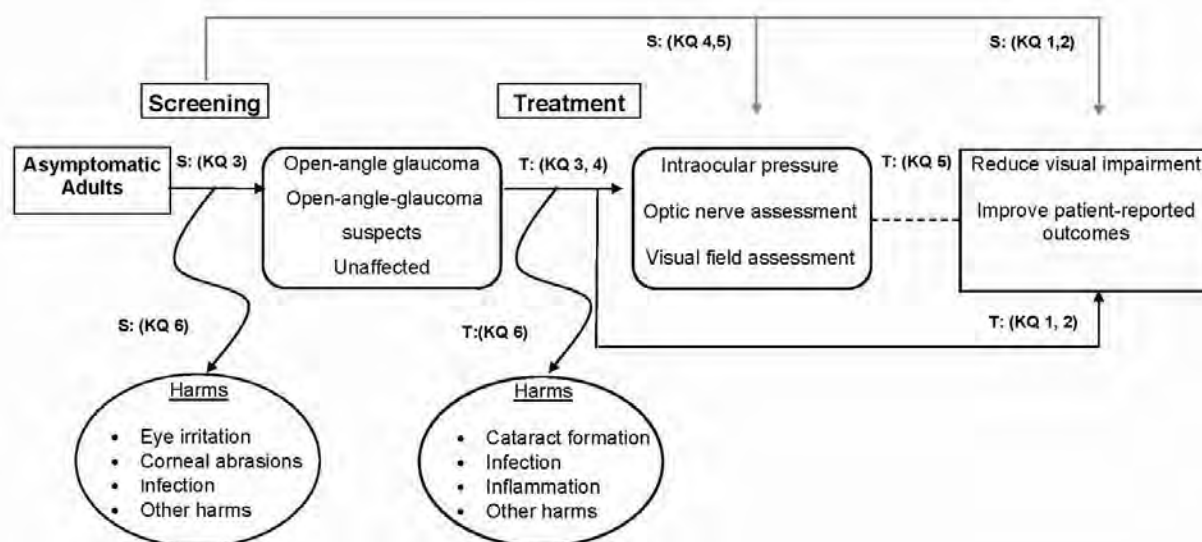 S: (KQ 4,5)
S: (KQ 1,2)
Screening
Treatment
Asymptomatic
Adults
S: (KQ 3)
Open-angle glaucoma
Open-angle-glaucoma
suspects
Unaffected
T: (KQ 3, 4)
Intraocular pressure
Optic nerve assessment
Visual field assessment
T: (KQ 5)
Reduce visual impairment
Improve patient-reported
outcomes
S: (KQ 6)
T:(KQ 6)
T: (KQ 1, 2)
Harms
• Eye irritation
• Corneal abrasions
• Infection
• Other harms
Harms
• Cataract formation
• Infection
• Inflammation
• Other harms